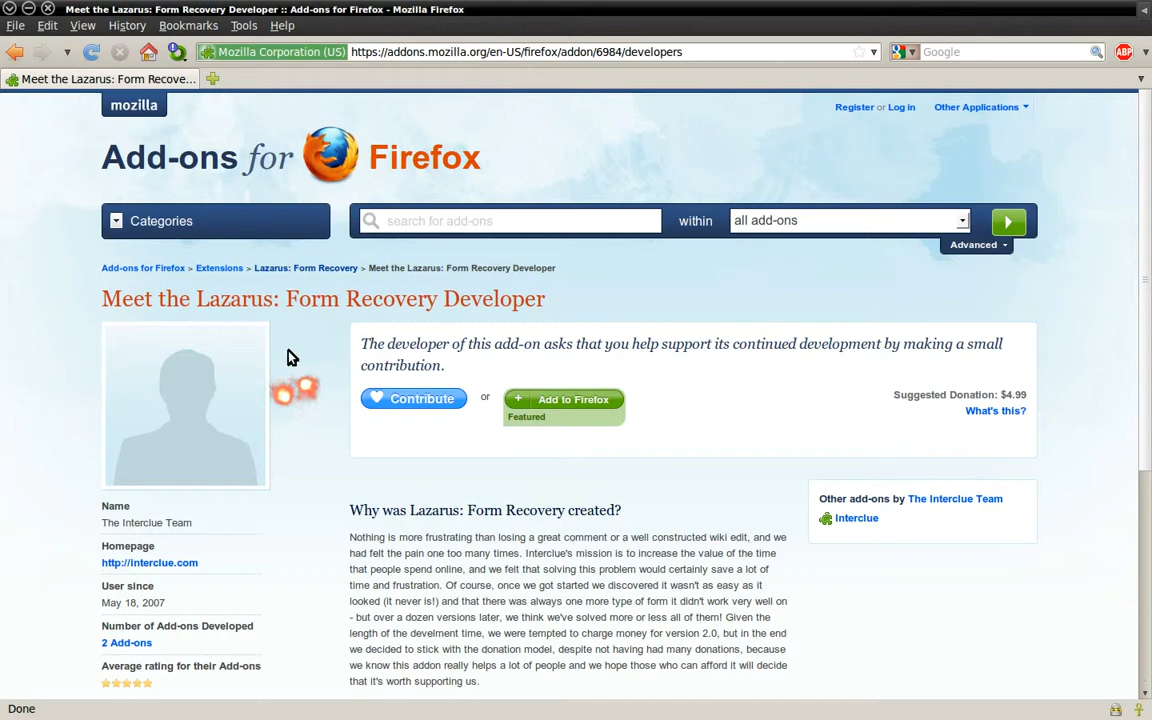 Meet the Lazarus: Form Recovery Developer :: Add-ons for Firefox - Mozilla Firefox
File Edit View History Bookmarks Tools Help
Mozilla Corporation (US) https://addons.mozilla.org/en-US/firefox/addon/6984/developers
Google
ABP
Meet the Lazarus: Form Recove...
mozilla
Register or Log in Other Applications
Add-ons for Firefox
Categories
search for add-ons within all add-ons
Advanced
Add-ons for Firefox > Extensions > Lazarus: Form Recovery > Meet the Lazarus: Form Recovery Developer
Meet the Lazarus: Form Recovery Developer
The developer of this add-on asks that you help support its continued development by making a small
contribution.
Contribute or Add to Firefox
Featured
Suggested Donation: $4.99
What's this?
Name
The Interclue Team
Homepage
http://interclue.com
User since
May 18, 2007
Number of Add-ons Developed
2 Add-ons
Average rating for their Add-ons
Why was Lazarus: Form Recovery created?
Nothing is more frustrating than losing a great comment or a well constructed wiki edit, and we
had felt the pain one too many times. Interclue's mission is to increase the value of the time
that people spend online, and we felt that solving this problem would certainly save a lot of
time and frustration. Of course, once we got started we discovered it wasn't as easy as it
looked (it never is!) and that there was always one more type of form it didn't work very well on
- but over a dozen versions later, we think we've solved more or less all of them! Given the
length of the develment time, we were tempted to charge money for version 2.0, but in the end
we decided to stick with the donation model, despite not having had many donations, because
we know this addon really helps a lot of people and we hope those who can afford it will decide
that it's worth supporting us.
Other add-ons by The Interclue Team
Interclue
Done